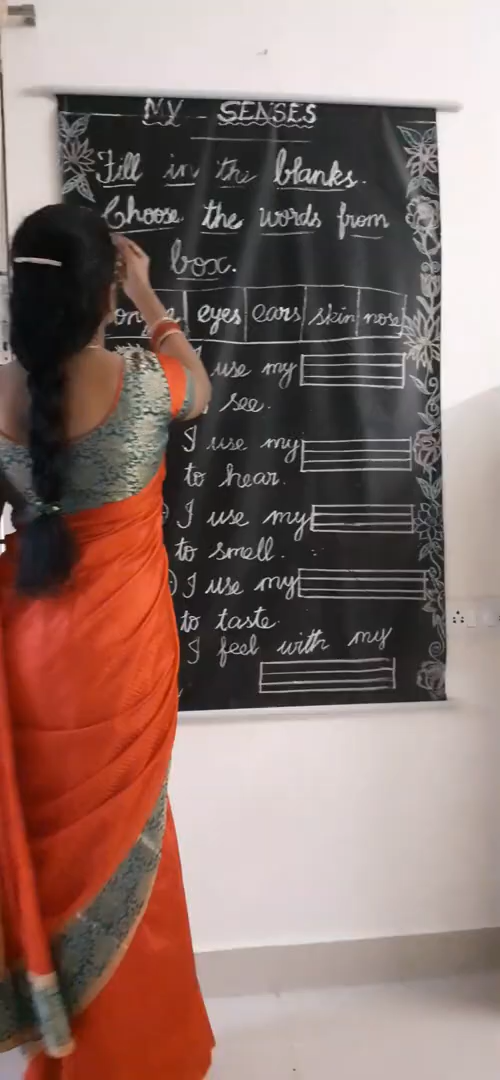 MY SENSES
Fill in the blanks.
Choose the words from
box.
eyes ears skin nose
use my
see.
I use my
to hear.
I use my
to smell.
I use my
to taste.
I feel with my